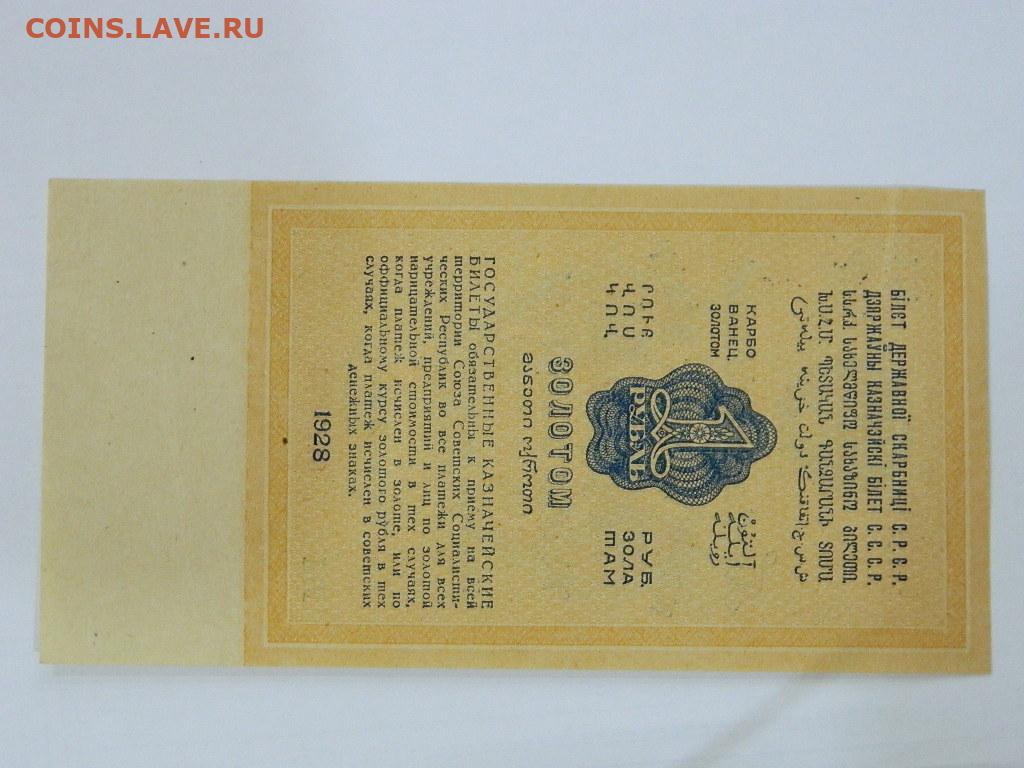 COINS.LAVE.RU
БІЛЕТ ДЕРЖАВНОЇ СКАРБНИЦІ С.Р.С.Р.
ДЗЯРЖАЎНЫ КАЗНАЧЭЙСКІ БІЛЕТ С.С.С.Р.
КАРБО
ВАНЕЦ.
ЗОЛОТОМ
1
РУБЛЬ
РУБ.
ЗОЛА
ТАМ
ЗОЛОТОМ
მანეთი ოქროთი
ГОСУДАРСТВЕННЫЕ КАЗНАЧЕЙСКИЕ
БИЛЕТЫ обязательны к приему на всей
территории Союза Советских Социалисти-
ческих Республик во все платежи для всех
учреждений, предприятий и лиц по золотой
нарицательной стоимости в тех случаях,
когда платеж исчислен в золоте, или по
оффициальному курсу золотого рубля в тех
случаях, когда платеж исчислен в советских
денежных знаках.
1928